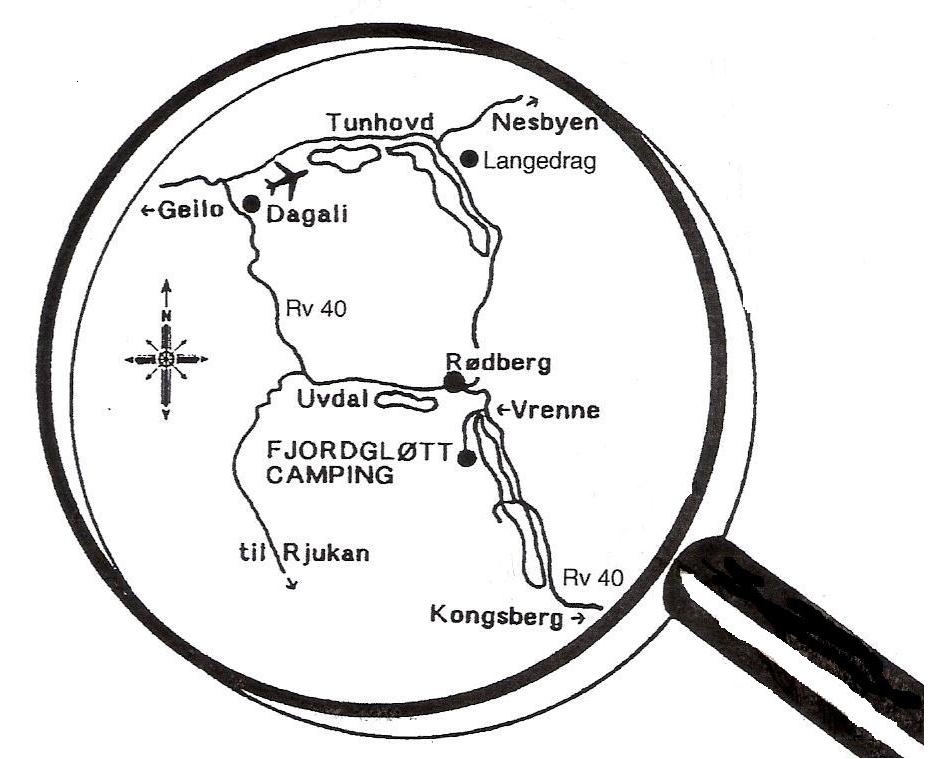 Tunhovd
Nesbyen
Langedrag
←Geilo
Dagali
Rv 40
N
Rødberg
Uvdal
←Vrenne
FJORDGLØTT
CAMPING
til Rjukan
Rv 40
Kongsberg→